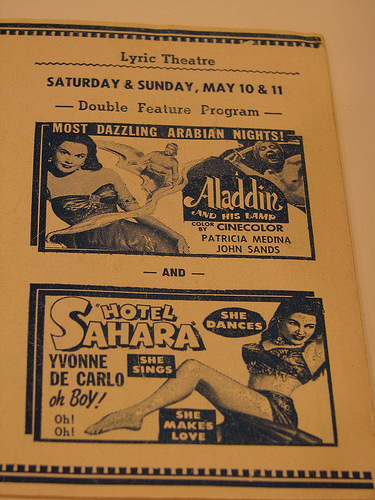 Lyric Theatre
SATURDAY & SUNDAY, MAY 10 & 11
— Double Feature Program —
MOST DAZZLING ARABIAN NIGHTS!
Aladdin
AND HIS LAMP
COLOR BY CINECOLOR
PATRICIA MEDINA
JOHN SANDS
— AND —
"HOTEL
SAHARA"
SHE
DANCES
YVONNE
DE CARLO
oh Boy!
SHE
SINGS
Oh!
Oh!
SHE
MAKES
LOVE